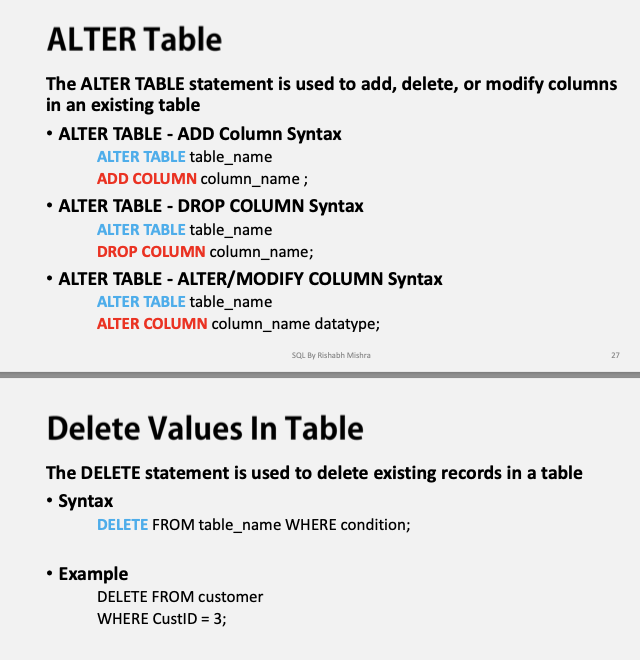 ALTER Table
The ALTER TABLE statement is used to add, delete, or modify columns
in an existing table
• ALTER TABLE - ADD Column Syntax
ALTER TABLE table_name
ADD COLUMN column_name ;
• ALTER TABLE - DROP COLUMN Syntax
ALTER TABLE table_name
DROP COLUMN column_name;
• ALTER TABLE - ALTER/MODIFY COLUMN Syntax
ALTER TABLE table_name
ALTER COLUMN column_name datatype;
SQL By Rishabh Mishra 27
Delete Values In Table
The DELETE statement is used to delete existing records in a table
• Syntax
DELETE FROM table_name WHERE condition;
• Example
DELETE FROM customer
WHERE CustID = 3;